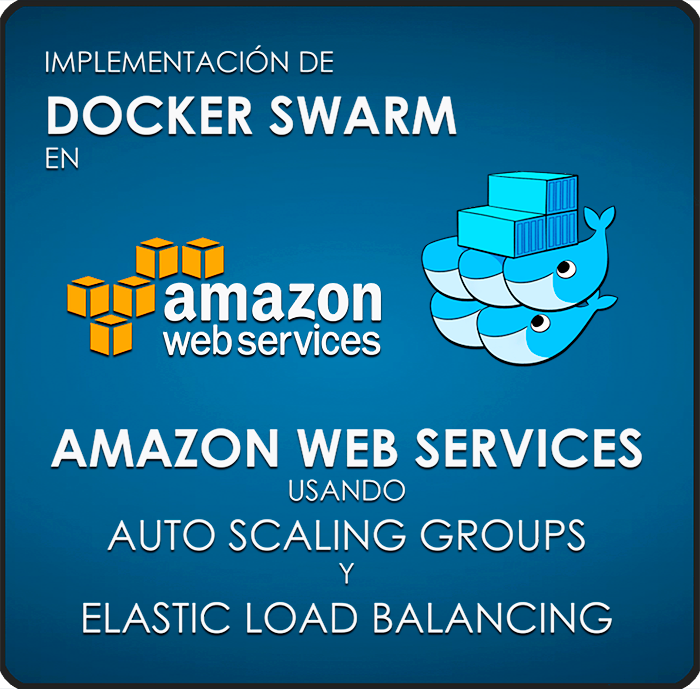 IMPLEMENTACIÓN DE
DOCKER SWARM
EN
amazon
web services
AMAZON WEB SERVICES
USANDO
AUTO SCALING GROUPS
Y
ELASTIC LOAD BALANCING